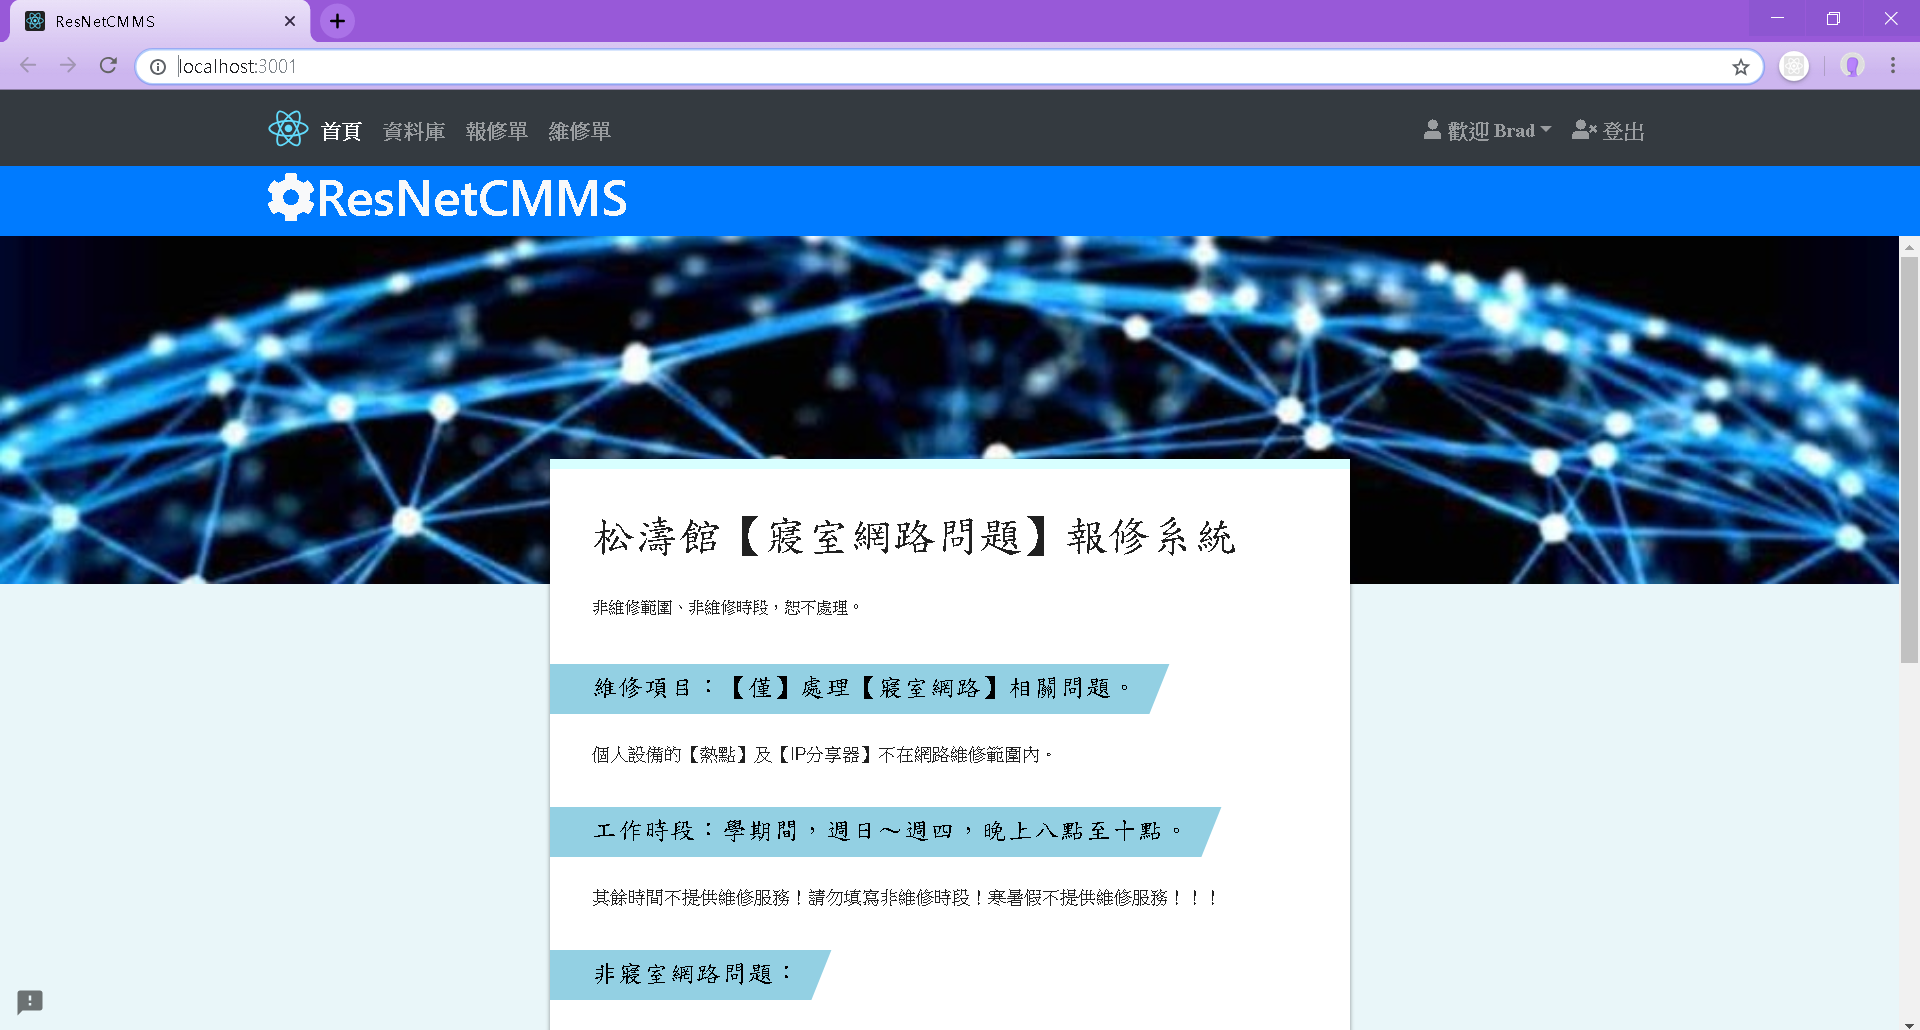 ResNetCMMS
localhost:3001
首頁 資料庫 報修單 維修單 歡迎 Brad 登出
ResNetCMMS
松濤館【寢室網路問題】報修系統
非維修範圍、非維修時段，恕不處理。
維修項目：【僅】處理【寢室網路】相關問題。
個人設備的【熱點】及【IP分享器】不在網路維修範圍內。
工作時段：學期間，週日～週四，晚上八點至十點。
其餘時間不提供維修服務！請勿填寫非維修時段！寒暑假不提供維修服務！！！
非寢室網路問題：